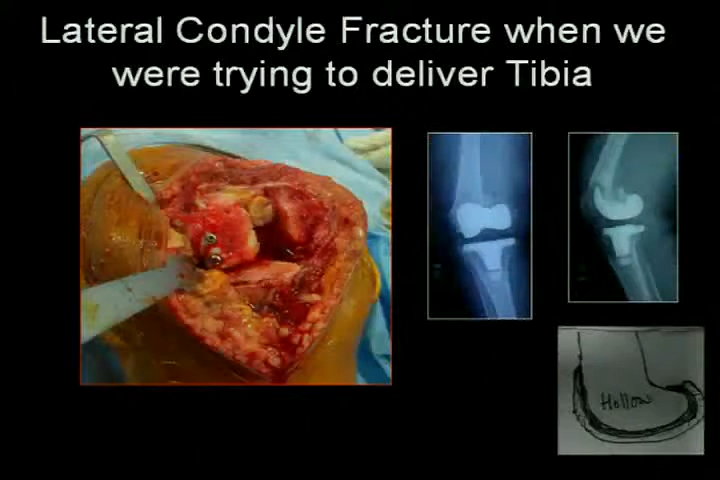 Lateral Condyle Fracture when we
were trying to deliver Tibia
Hollow